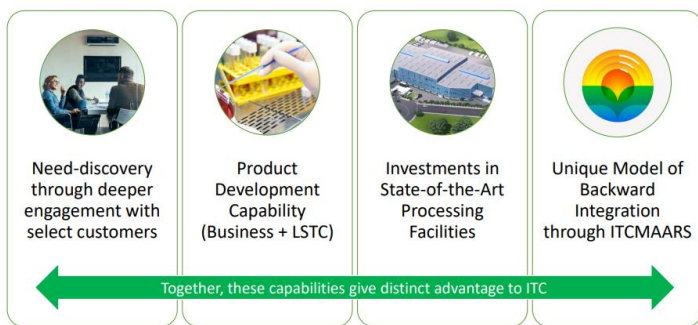 Need-discovery
through deeper
engagement with
select customers
Product
Development
Capability
(Business + LSTC)
Investments in
State-of-the-Art
Processing
Facilities
Unique Model of
Backward
Integration
through ITCMAARS
Together, these capabilities give distinct advantage to ITC